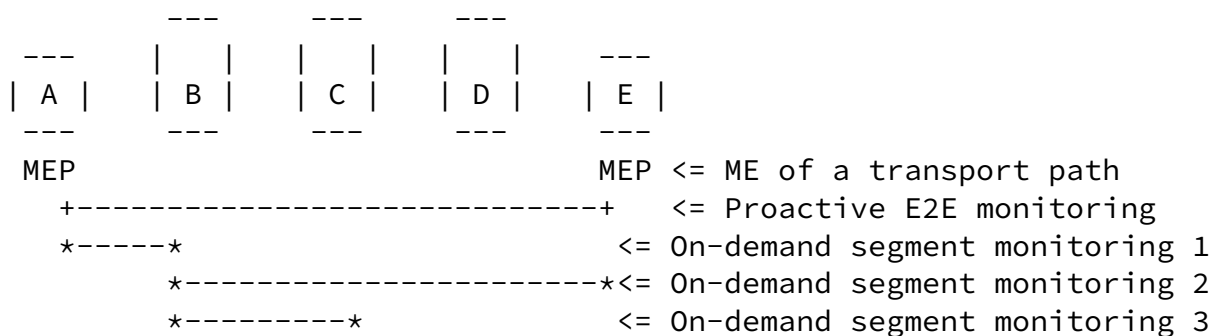 ---     ---     ---
 ---   |   |   |   |   |   |    ---
| A |  | B |   | C |   | D |   | E |
 ---    ---     ---     ---     ---
 MEP                            MEP <= ME of a transport path
   +-----------------------------+   <= Proactive E2E monitoring
   *-----*                        <= On-demand segment monitoring 1
         *-----------------------*<= On-demand segment monitoring 2
         *---------*              <= On-demand segment monitoring 3